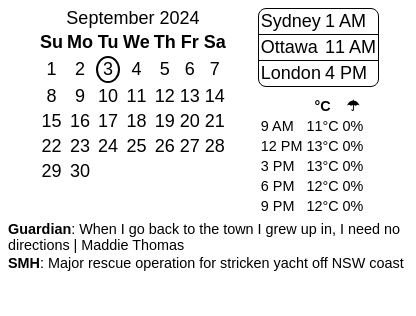 September 2024
Su Mo Tu We Th Fr Sa
1 2 3 4 5 6 7
8 9 10 11 12 13 14
15 16 17 18 19 20 21
22 23 24 25 26 27 28
29 30
Sydney 1 AM
Ottawa 11 AM
London 4 PM
°C ☂
9 AM 11°C 0%
12 PM 13°C 0%
3 PM 13°C 0%
6 PM 12°C 0%
9 PM 12°C 0%
Guardian: When I go back to the town I grew up in, I need no
directions | Maddie Thomas
SMH: Major rescue operation for stricken yacht off NSW coast